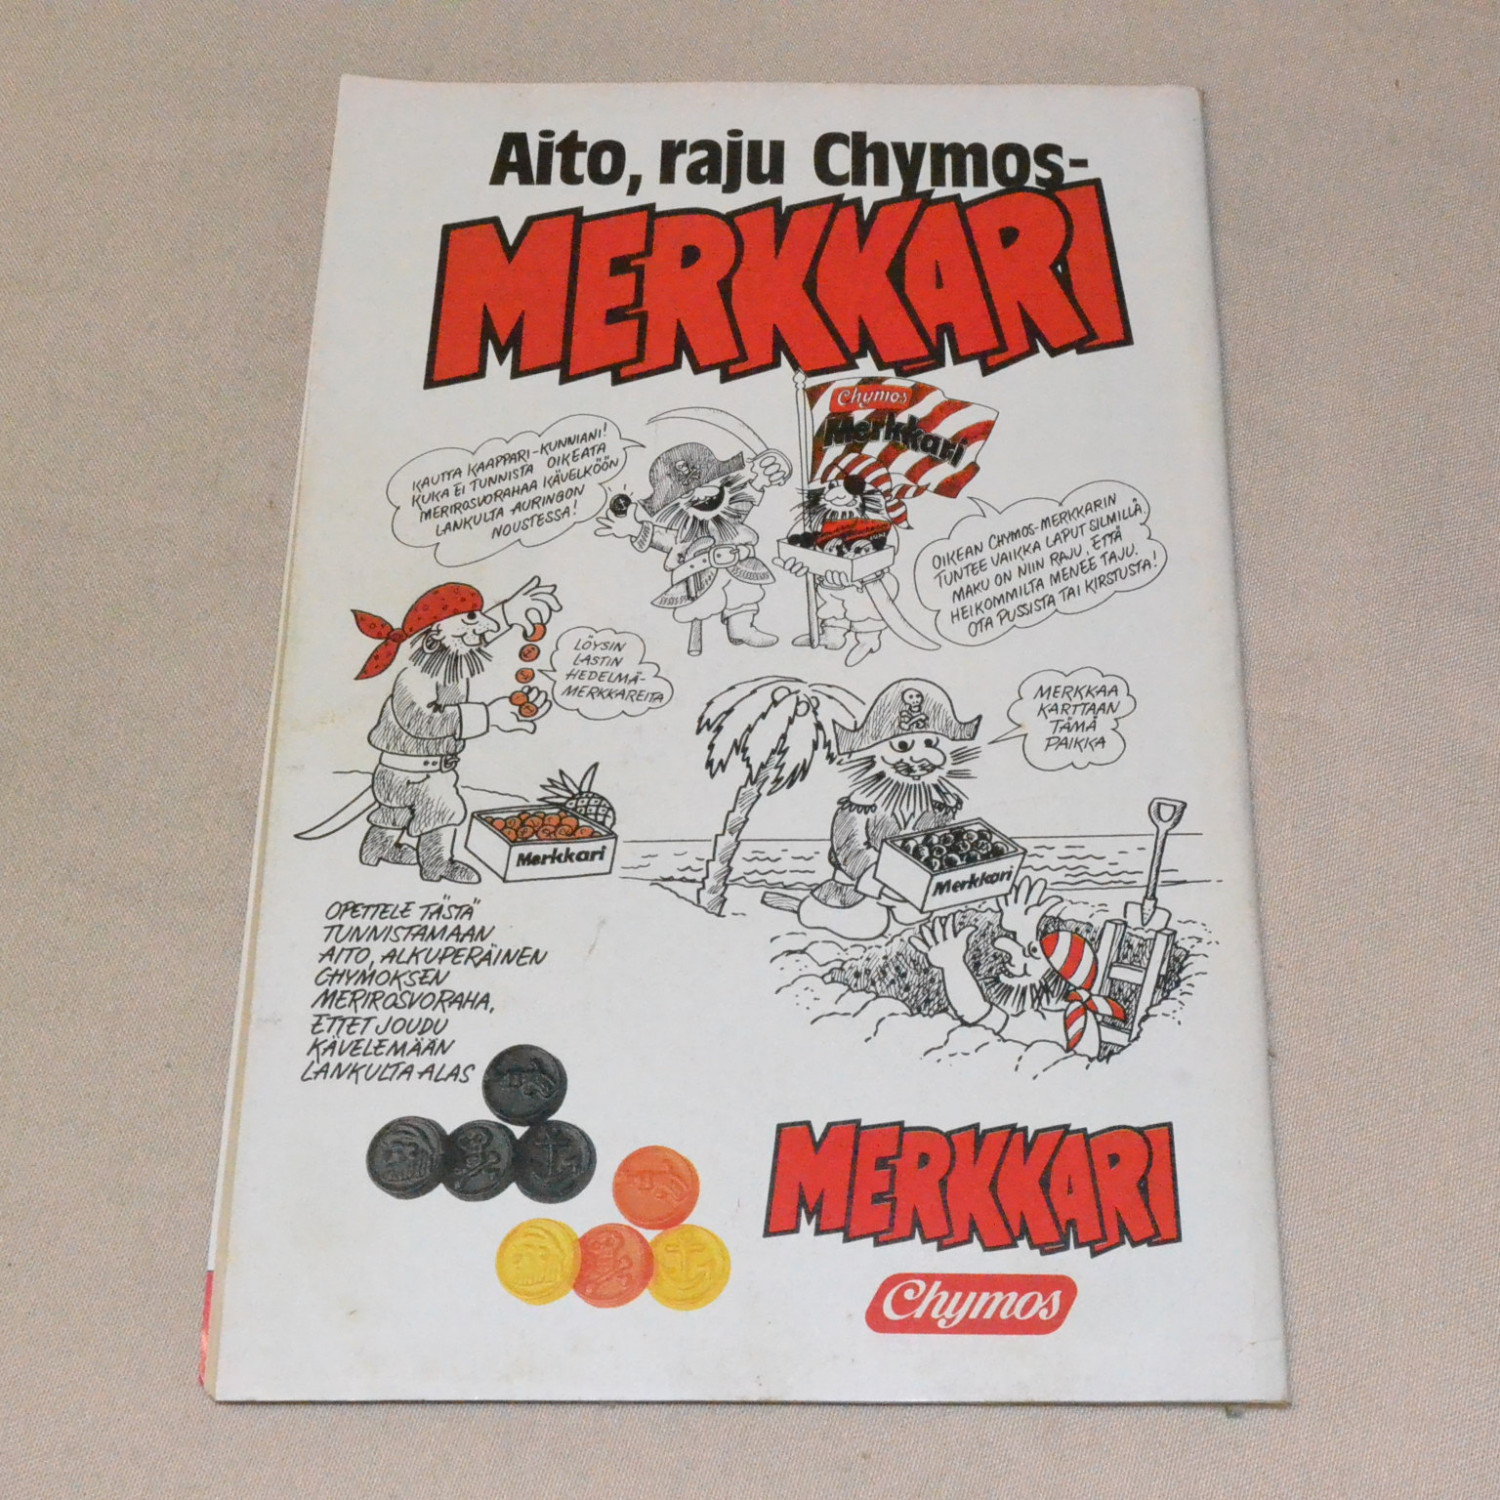 Aito, raju Chymos-
MERKKARI
Chymos
Merkkari
KAUTTA KAAPPARI-KUNNIANI!
KUKA EI TUNNISTA OIKEATA
MERIROSVORAHAA KÄVELKÖÖN
LANKULTA AURINGON
NOUSTESSA!
OIKEAN CHYMOS-MERKKARIN
TUNTEE VAIKKA LAPUT SILMILLÄ,
MAKU ON NIIN RAJU, ETTÄ
HEIKOMMILTA MENEE TAJU.
OTA PUSSISTA TAI KIRSTUSTA!
LÖYSIN
LASTIN
HEDELMÄ-
MERKKAREITA
MERKKAA
KARTTAAN
TÄMÄ
PAIKKA
Merkkari
Merkkari
OPETTELE TÄSTÄ
TUNNISTAMAAN
AITO, ALKUPERÄINEN
CHYMOKSEN
MERIROSVORAHA,
ETTET JOUDU
KÄVELEMÄÄN
LANKULTA ALAS
MERKKARI
Chymos